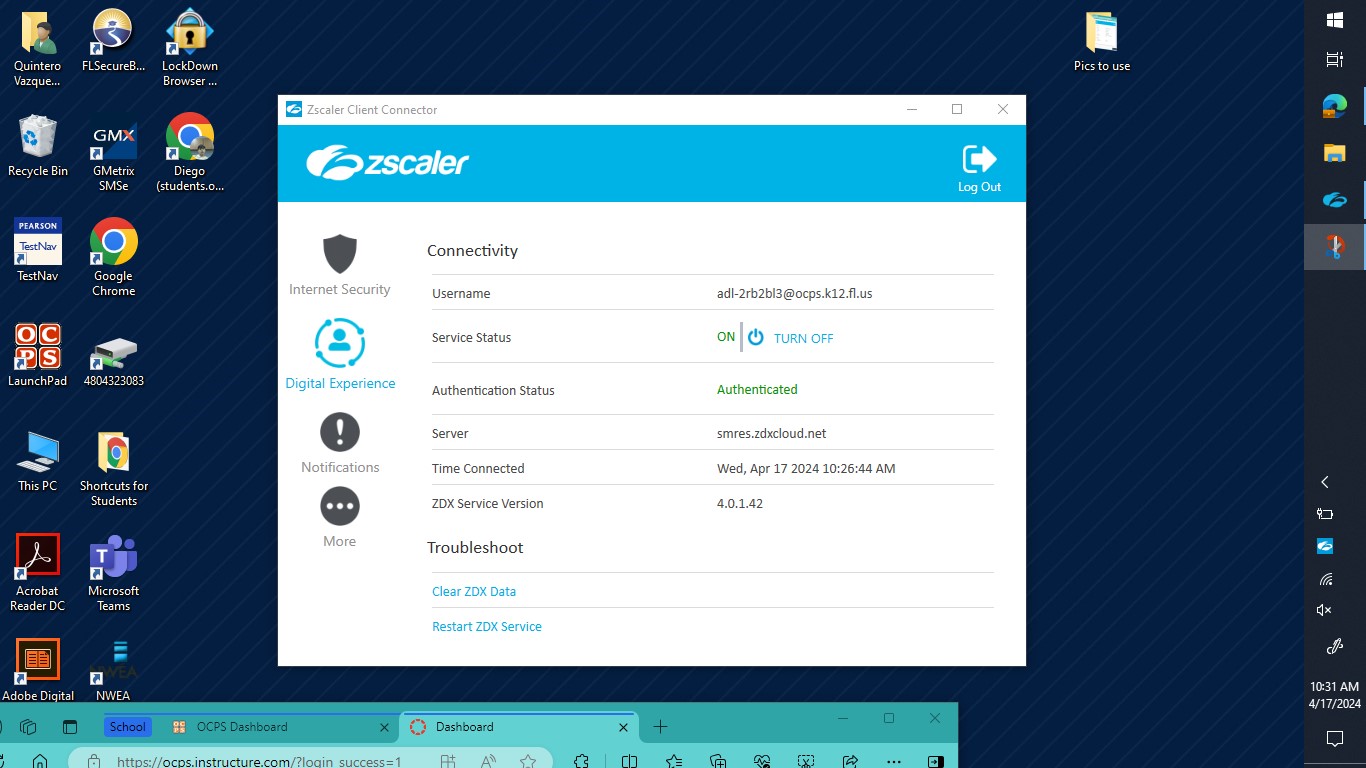 Quintero
Vazque...
FLSecureB...
LockDown
Browser ...
Pics to use
Recycle Bin
GMX
GMetrix
SMSe
Diego
(students.o...
PEARSON
TestNav
TestNav
Google
Chrome
OC
PS
LaunchPad
4804323083
This PC
Shortcuts for
Students
Acrobat
Reader DC
T
Microsoft
Teams
Adobe Digital
NWEA
NWEA
Zscaler Client Connector
zscaler
Log Out
Internet Security
Digital Experience
Notifications
More
Connectivity
Username adl-2rb2bl3@ocps.k12.fl.us
Service Status ON TURN OFF
Authentication Status Authenticated
Server smres.zdxcloud.net
Time Connected Wed, Apr 17 2024 10:26:44 AM
ZDX Service Version 4.0.1.42
Troubleshoot
Clear ZDX Data
Restart ZDX Service
School OCPS Dashboard Dashboard
https://ocps.instructure.com/?login_success=1
10:31 AM
4/17/2024